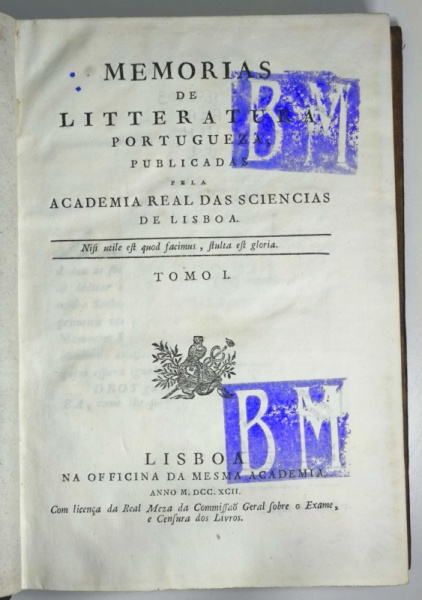 MEMORIAS
DE
LITTERATURA
PORTUGUEZA,
PUBLICADAS
PELA
ACADEMIA REAL DAS SCIENCIAS
DE LISBOA.
Niſi utile eſt quod facimus, ſtulta eſt gloria.
TOMO I.
LISBOA
NA OFFICINA DA MESMA ACADEMIA.
ANNO M. DCC. XCII.
Com licença da Real Meza da Commiſſaõ Geral ſobre o Exame,
e Cenſura dos Livros.
BM
BM